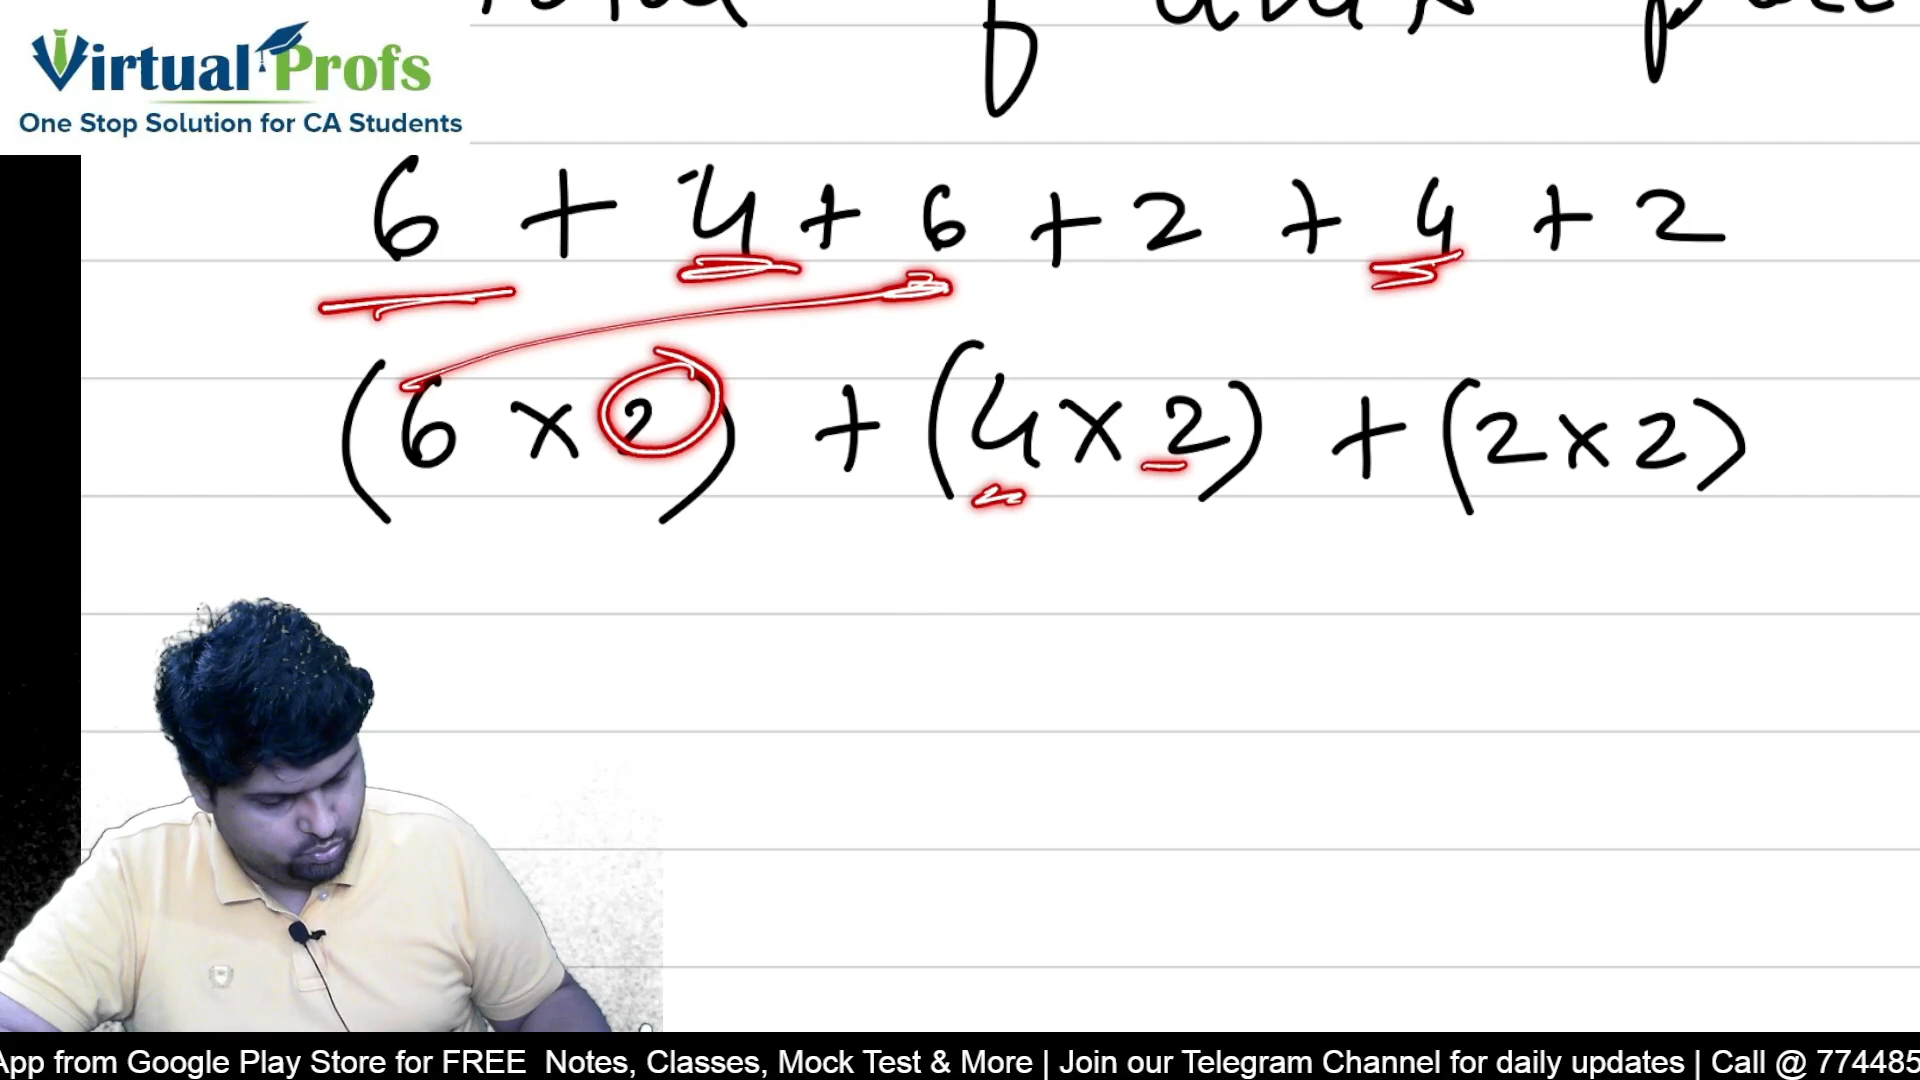 Virtual Profs
One Stop Solution for CA Students
6 + 4 + 6 + 2 + 4 + 2
(6 × 2) + (4 × 2) + (2 × 2)
App from Google Play Store for FREE Notes, Classes, Mock Test & More | Join our Telegram Channel for daily updates | Call @ 774485